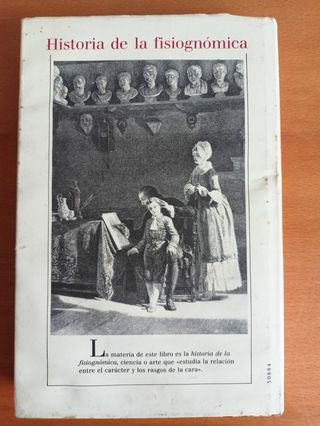 Historia de la fisiognómica
La materia de este libro es la historia de la
fisiognómica, ciencia o arte que «estudia la relación
entre el carácter y los rasgos de la cara».
50884